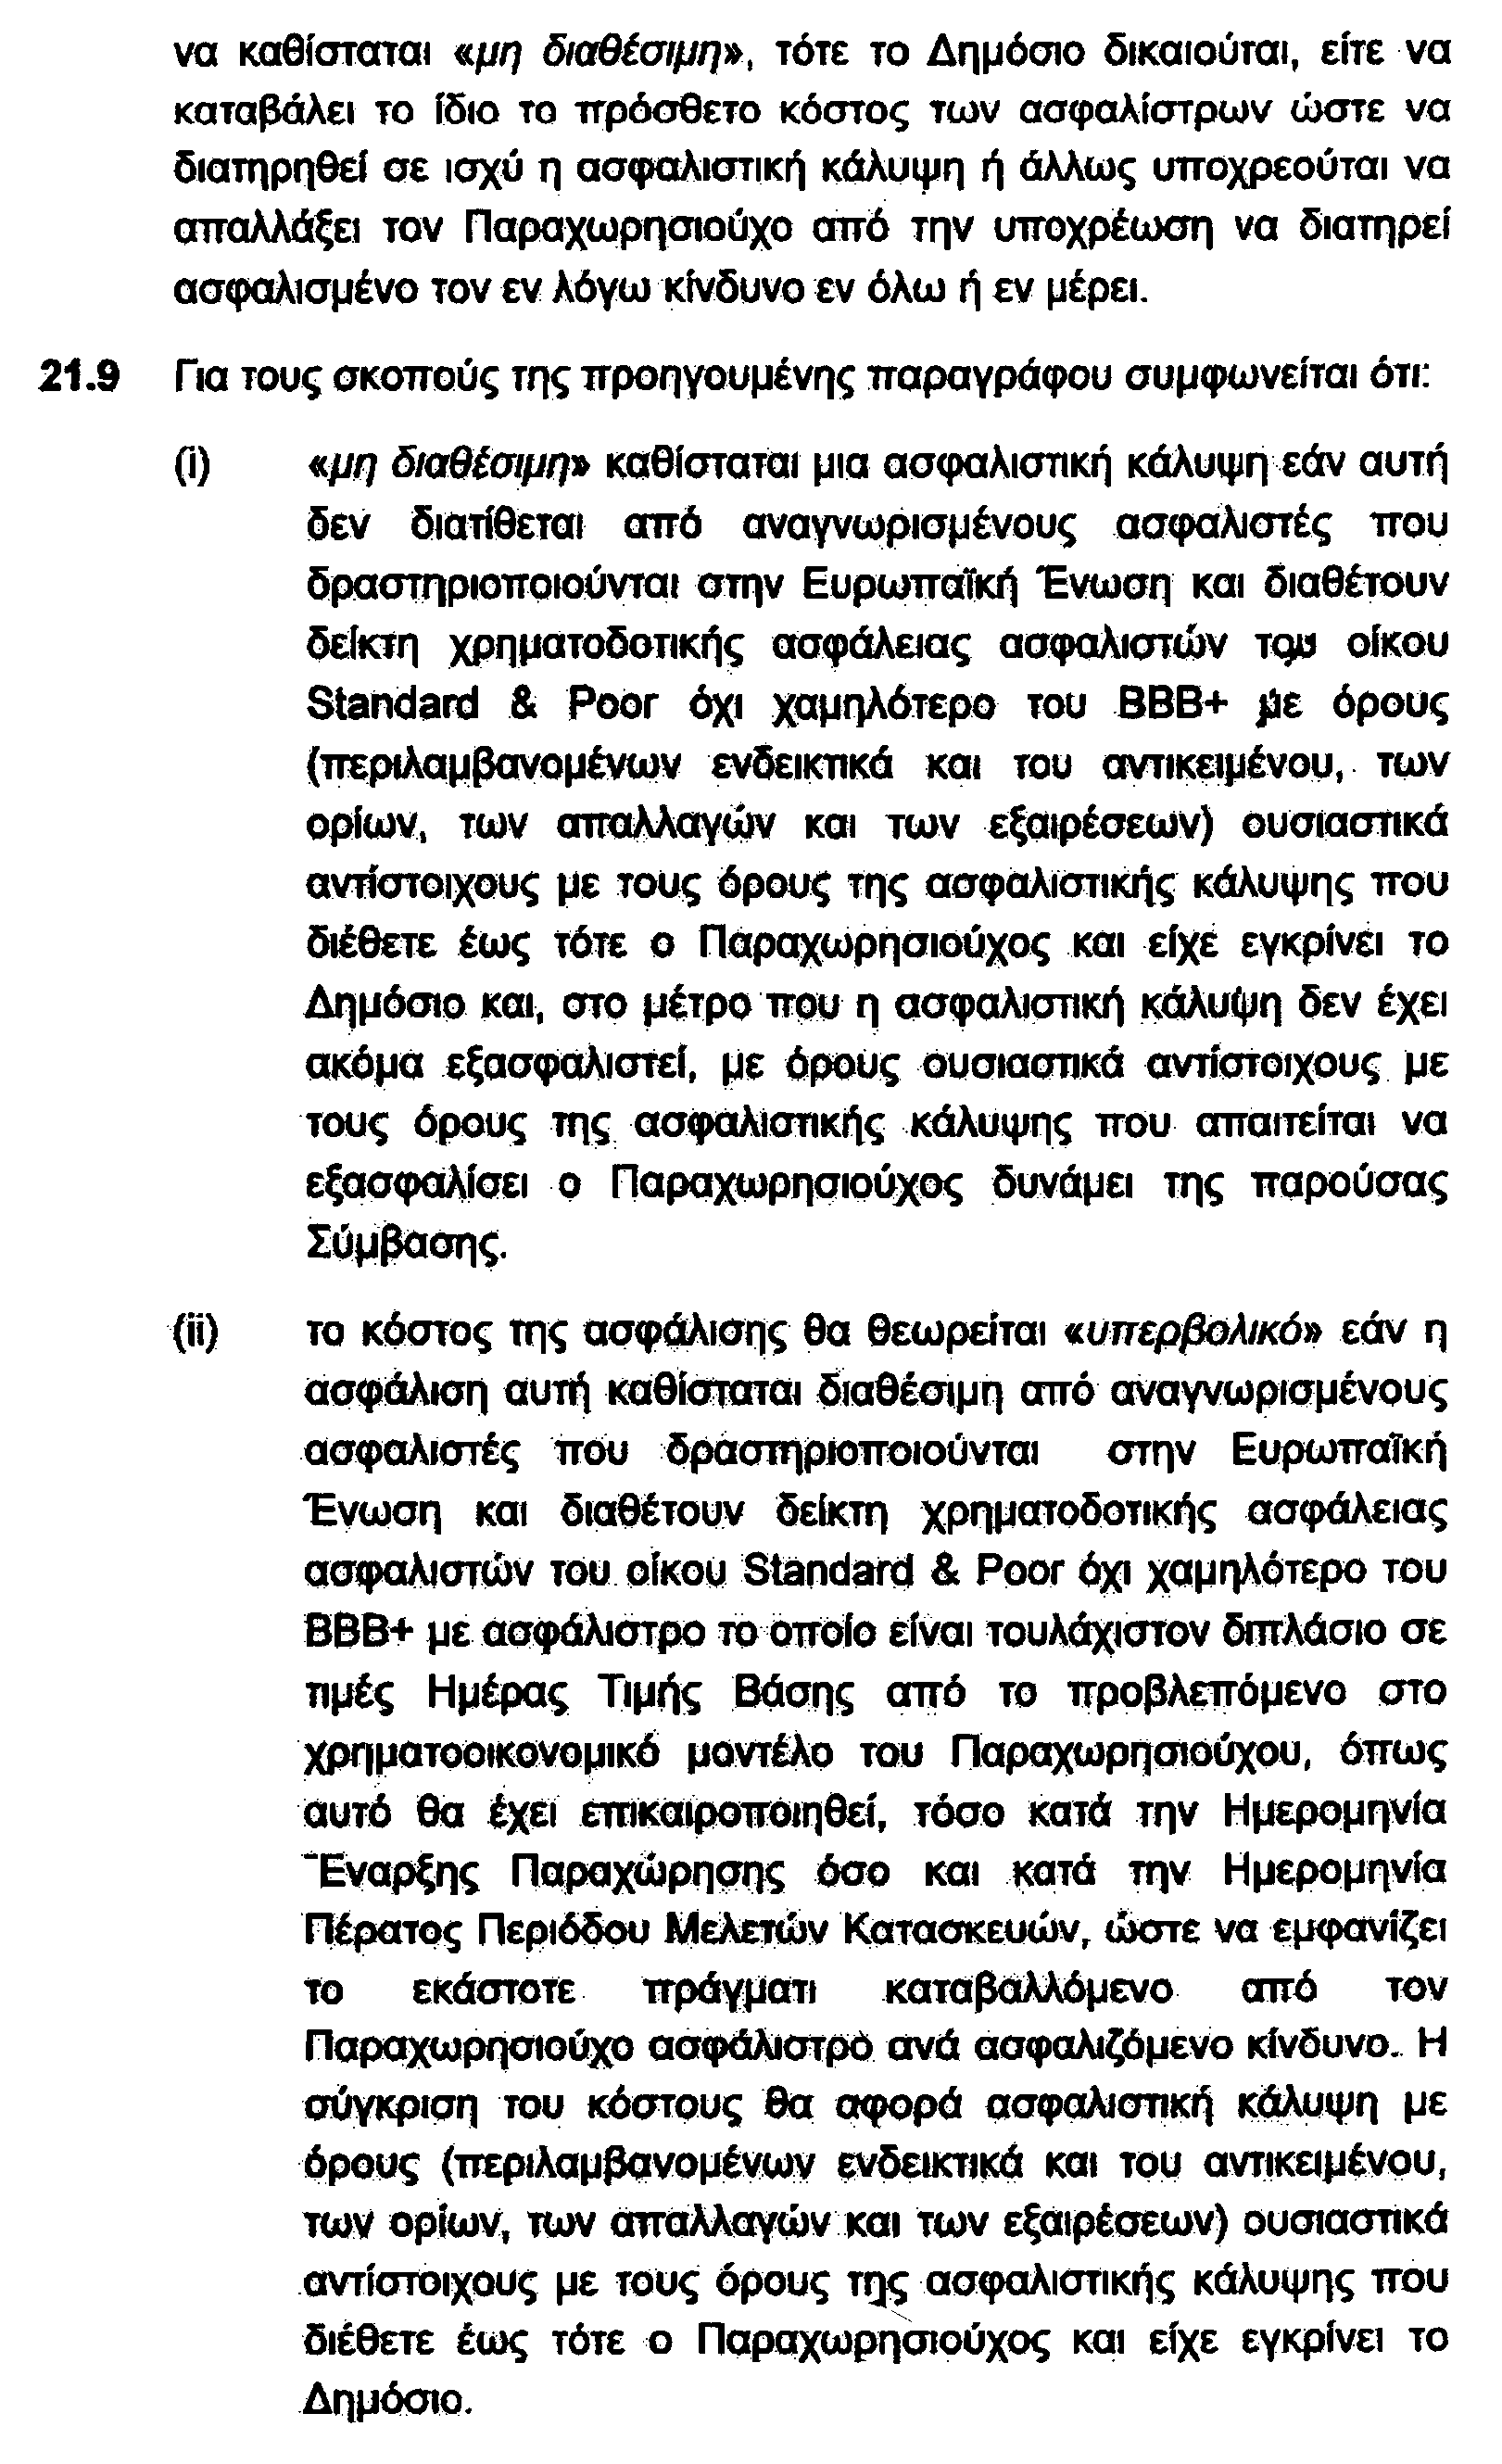 να καθίσταται «μη διαθέσιμη», τότε το Δημόσιο δικαιούται, είτε να
καταβάλει το ίδιο το πρόσθετο κόστος των ασφαλίστρων ώστε να
διατηρηθεί σε ισχύ η ασφαλιστική κάλυψη ή άλλως υποχρεούται να
απαλλάξει τον Παραχωρησιούχο από την υποχρέωση να διατηρεί
ασφαλισμένο τον εν λόγω κίνδυνο εν όλω ή εν μέρει.
21.9 Για τους σκοπούς της προηγουμένης παραγράφου συμφωνείται ότι:
(i) «μη διαθέσιμη» καθίσταται μια ασφαλιστική κάλυψη εάν αυτή
δεν διατίθεται από αναγνωρισμένους ασφαλιστές που
δραστηριοποιούνται στην Ευρωπαϊκή Ένωση και διαθέτουν
δείκτη χρηματοδοτικής ασφάλειας ασφαλιστών του οίκου
Standard & Poor όχι χαμηλότερο του BBB+ με όρους
(περιλαμβανομένων ενδεικτικά και του αντικειμένου, των
ορίων, των απαλλαγών και των εξαιρέσεων) ουσιαστικά
αντίστοιχους με τους όρους της ασφαλιστικής κάλυψης που
διέθετε έως τότε ο Παραχωρησιούχος και είχε εγκρίνει το
Δημόσιο και, στο μέτρο που η ασφαλιστική κάλυψη δεν έχει
ακόμα εξασφαλιστεί, με όρους ουσιαστικά αντίστοιχους με
τους όρους της ασφαλιστικής κάλυψης που απαιτείται να
εξασφαλίσει ο Παραχωρησιούχος δυνάμει της παρούσας
Σύμβασης.
(ii) το κόστος της ασφάλισης θα θεωρείται «υπερβολικό» εάν η
ασφάλιση αυτή καθίσταται διαθέσιμη από αναγνωρισμένους
ασφαλιστές που δραστηριοποιούνται στην Ευρωπαϊκή
Ένωση και διαθέτουν δείκτη χρηματοδοτικής ασφάλειας
ασφαλιστών του οίκου Standard & Poor όχι χαμηλότερο του
BBB+ με ασφάλιστρο το οποίο είναι τουλάχιστον διπλάσιο σε
τιμές Ημέρας Τιμής Βάσης από το προβλεπόμενο στο
χρηματοοικονομικό μοντέλο του Παραχωρησιούχου, όπως
αυτό θα έχει επικαιροποιηθεί, τόσο κατά την Ημερομηνία
Έναρξης Παραχώρησης όσο και κατά την Ημερομηνία
Πέρατος Περιόδου Μελετών Κατασκευών, ώστε να εμφανίζει
το εκάστοτε πράγματι καταβαλλόμενο από τον
Παραχωρησιούχο ασφάλιστρο ανά ασφαλιζόμενο κίνδυνο. Η
σύγκριση του κόστους θα αφορά ασφαλιστική κάλυψη με
όρους (περιλαμβανομένων ενδεικτικά και του αντικειμένου,
των ορίων, των απαλλαγών και των εξαιρέσεων) ουσιαστικά
αντίστοιχους με τους όρους της ασφαλιστικής κάλυψης που
διέθετε έως τότε ο Παραχωρησιούχος και είχε εγκρίνει το
Δημόσιο.